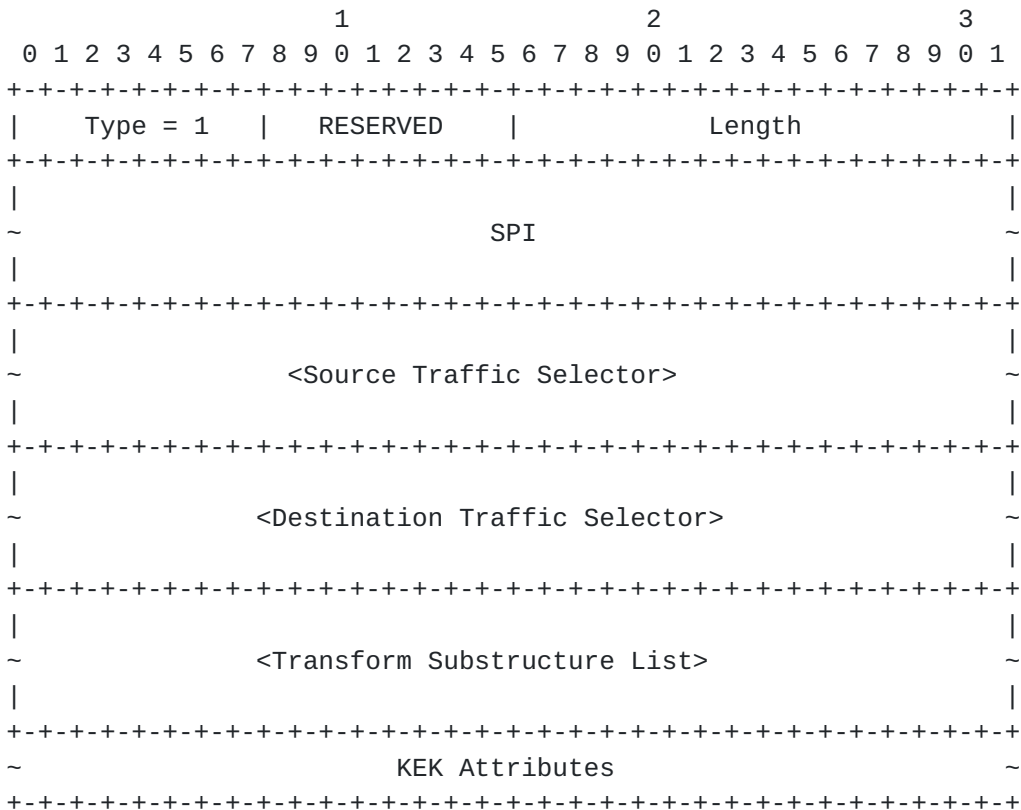 1                   2                   3
 0 1 2 3 4 5 6 7 8 9 0 1 2 3 4 5 6 7 8 9 0 1 2 3 4 5 6 7 8 9 0 1
+-+-+-+-+-+-+-+-+-+-+-+-+-+-+-+-+-+-+-+-+-+-+-+-+-+-+-+-+-+-+-+-+
|    Type = 1   |   RESERVED    |            Length             |
+-+-+-+-+-+-+-+-+-+-+-+-+-+-+-+-+-+-+-+-+-+-+-+-+-+-+-+-+-+-+-+-+
|                                                               |
~                              SPI                              ~
|                                                               |
+-+-+-+-+-+-+-+-+-+-+-+-+-+-+-+-+-+-+-+-+-+-+-+-+-+-+-+-+-+-+-+-+
|                                                               |
~                 <Source Traffic Selector>                     ~
|                                                               |
+-+-+-+-+-+-+-+-+-+-+-+-+-+-+-+-+-+-+-+-+-+-+-+-+-+-+-+-+-+-+-+-+
|                                                               |
~               <Destination Traffic Selector>                  ~
|                                                               |
+-+-+-+-+-+-+-+-+-+-+-+-+-+-+-+-+-+-+-+-+-+-+-+-+-+-+-+-+-+-+-+-+
|                                                               |
~               <Transform Substructure List>                   ~
|                                                               |
+-+-+-+-+-+-+-+-+-+-+-+-+-+-+-+-+-+-+-+-+-+-+-+-+-+-+-+-+-+-+-+-+
~                        KEK Attributes                         ~
+-+-+-+-+-+-+-+-+-+-+-+-+-+-+-+-+-+-+-+-+-+-+-+-+-+-+-+-+-+-+-+-+